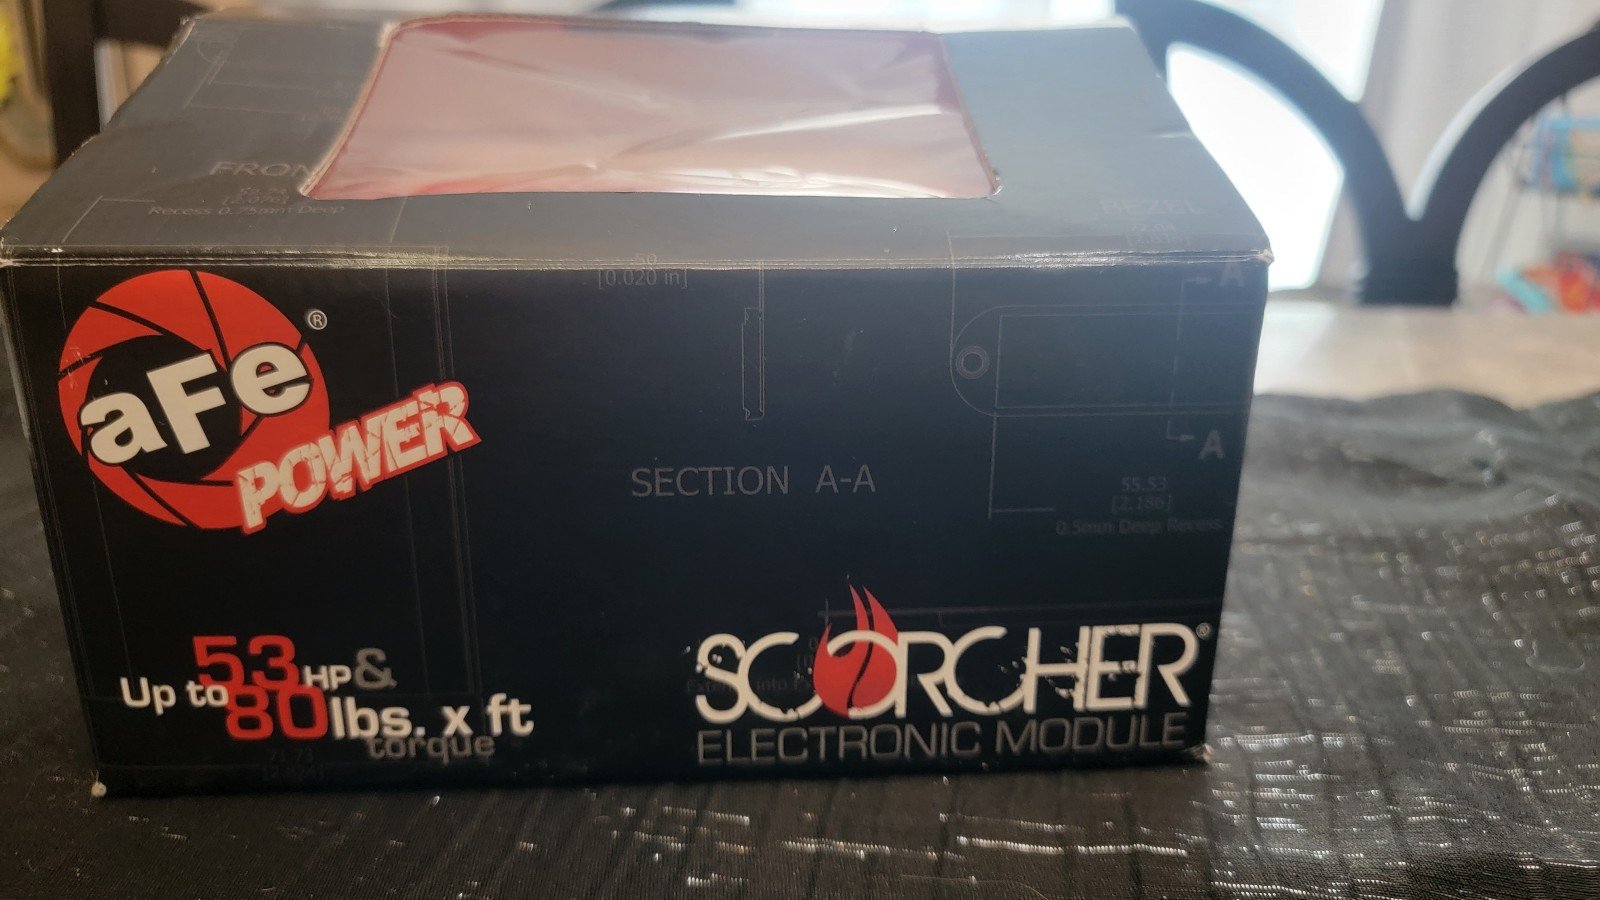 FRON
Recess 0.75mm Deep
BEZEL
[0.020 in]
A
aFe®
POWER
SECTION A-A
A
55.53
[2.186]
0.5mm Deep Recess
Up to 53 HP &
80 lbs. x ft
torque
SCORCHER®
ELECTRONIC MODULE